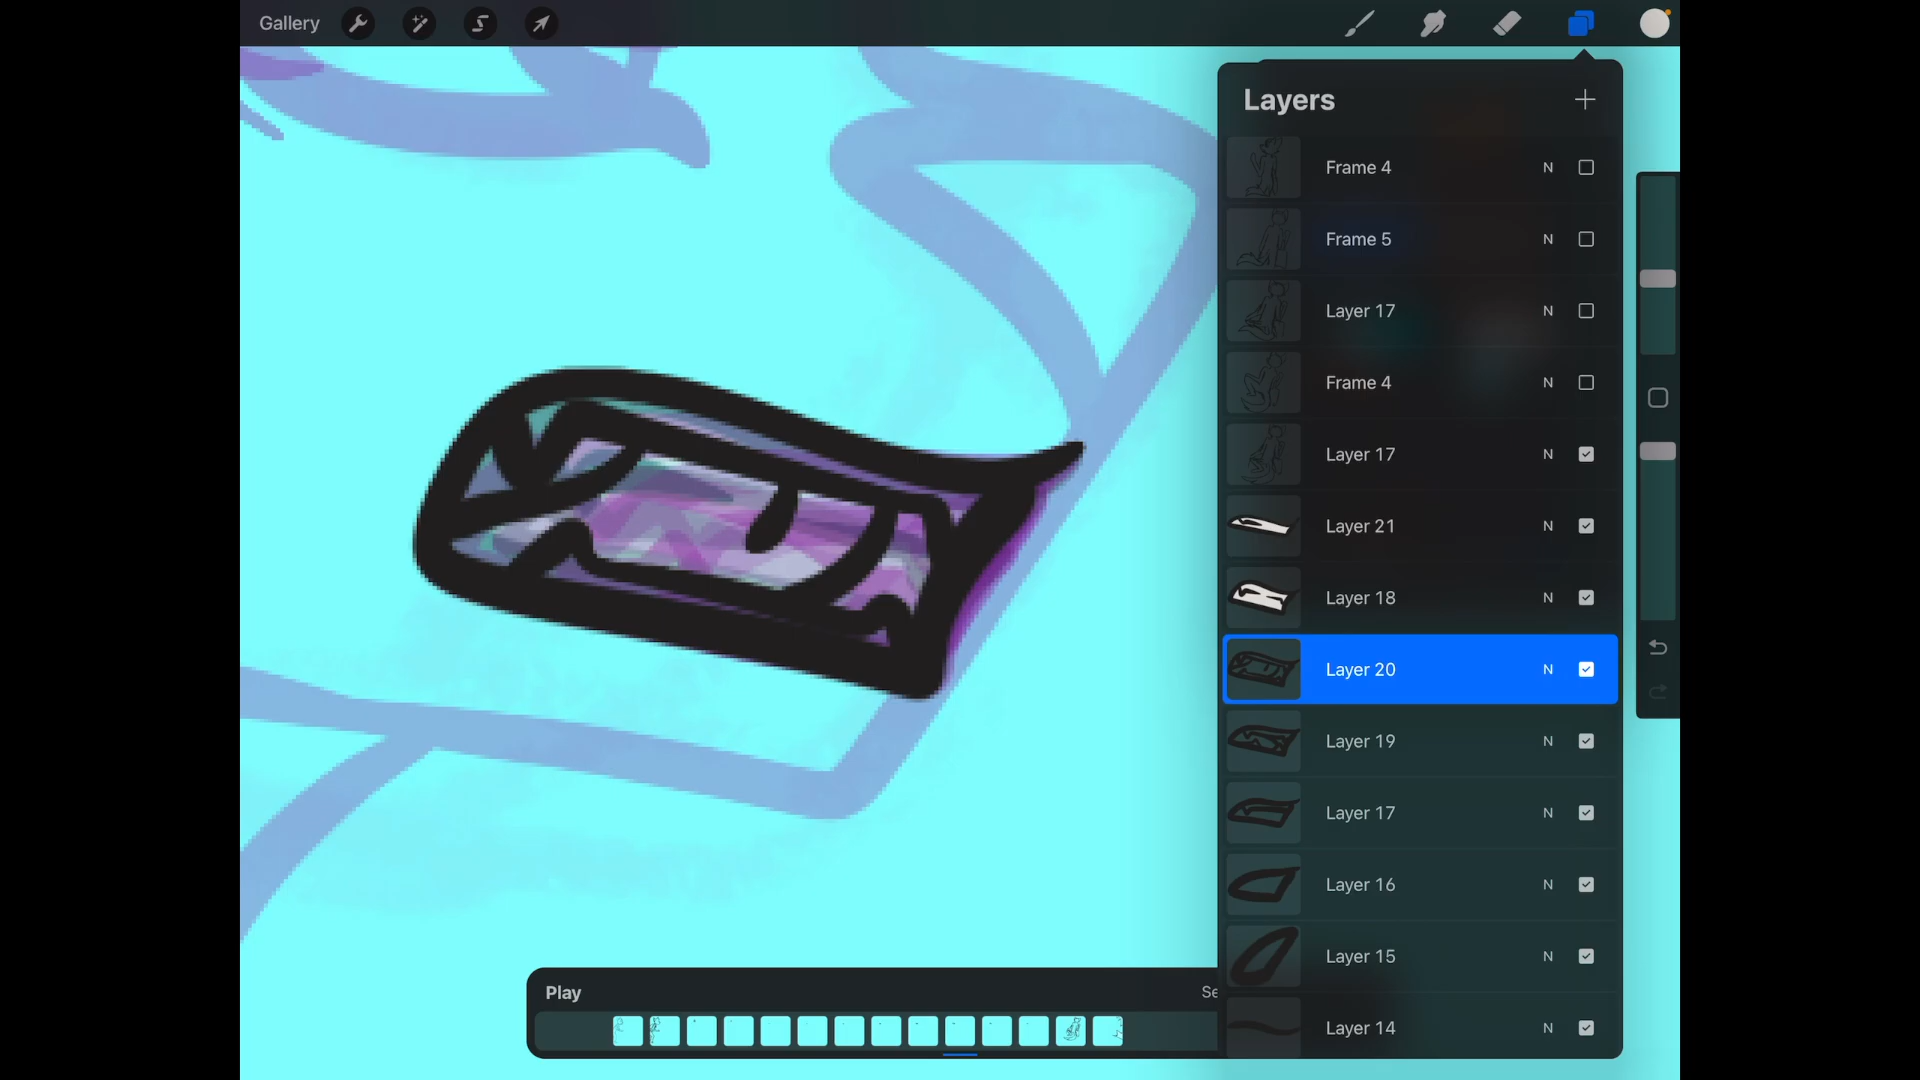 Gallery
Layers
Frame 4 N
Frame 5 N
Layer 17 N
Frame 4 N
Layer 17 N
Layer 21 N
Layer 18 N
Layer 20 N
Layer 19 N
Layer 17 N
Layer 16 N
Layer 15 N
Layer 14 N
Play Se